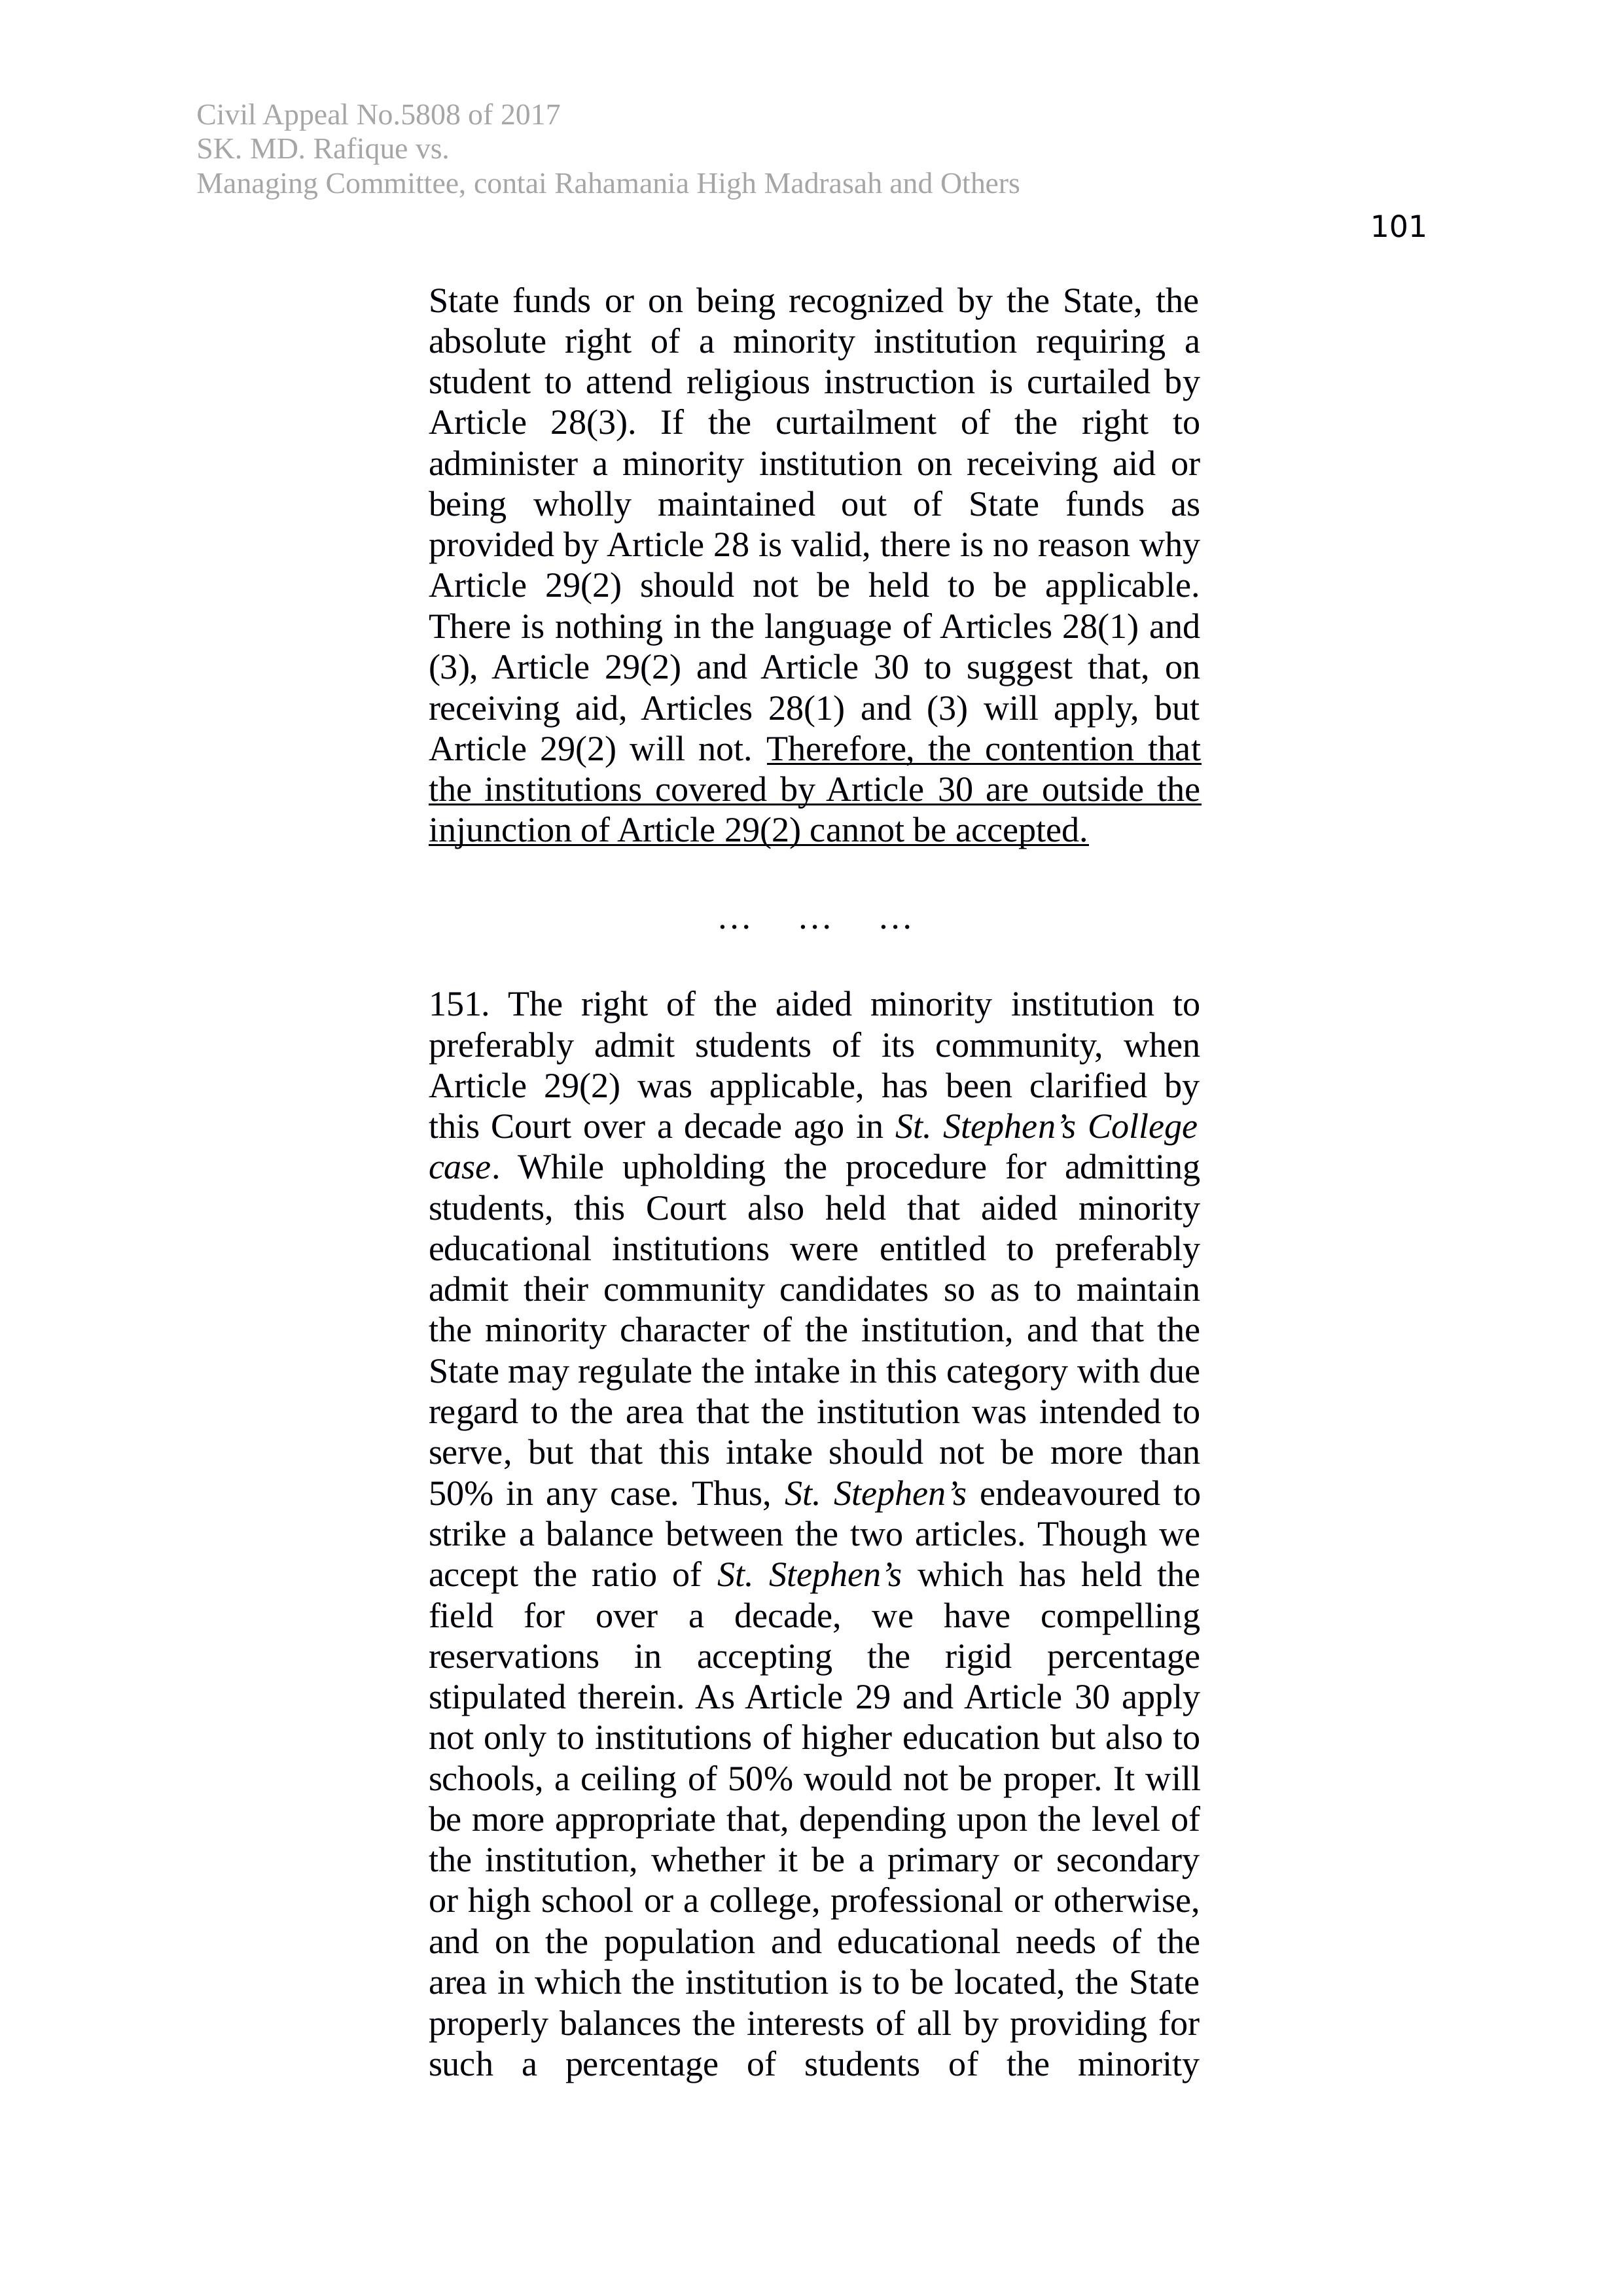 Civil Appeal No.5808 of 2017
SK. MD. Rafique vs.
Managing Committee, contai Rahamania High Madrasah and Others
101
State funds or on being recognized by the State, the
absolute right of a minority institution requiring a
student to attend religious instruction is curtailed by
Article 28(3). If the curtailment of the right to
administer a minority institution on receiving aid or
being wholly maintained out of State funds as
provided by Article 28 is valid, there is no reason why
Article 29(2) should not be held to be applicable.
There is nothing in the language of Articles 28(1) and
(3), Article 29(2) and Article 30 to suggest that, on
receiving aid, Articles 28(1) and (3) will apply, but
Article 29(2) will not. Therefore, the contention that
the institutions covered by Article 30 are outside the
injunction of Article 29(2) cannot be accepted.
… … …
151. The right of the aided minority institution to
preferably admit students of its community, when
Article 29(2) was applicable, has been clarified by
this Court over a decade ago in St. Stephen’s College
case. While upholding the procedure for admitting
students, this Court also held that aided minority
educational institutions were entitled to preferably
admit their community candidates so as to maintain
the minority character of the institution, and that the
State may regulate the intake in this category with due
regard to the area that the institution was intended to
serve, but that this intake should not be more than
50% in any case. Thus, St. Stephen’s endeavoured to
strike a balance between the two articles. Though we
accept the ratio of St. Stephen’s which has held the
field for over a decade, we have compelling
reservations in accepting the rigid percentage
stipulated therein. As Article 29 and Article 30 apply
not only to institutions of higher education but also to
schools, a ceiling of 50% would not be proper. It will
be more appropriate that, depending upon the level of
the institution, whether it be a primary or secondary
or high school or a college, professional or otherwise,
and on the population and educational needs of the
area in which the institution is to be located, the State
properly balances the interests of all by providing for
such a percentage of students of the minority